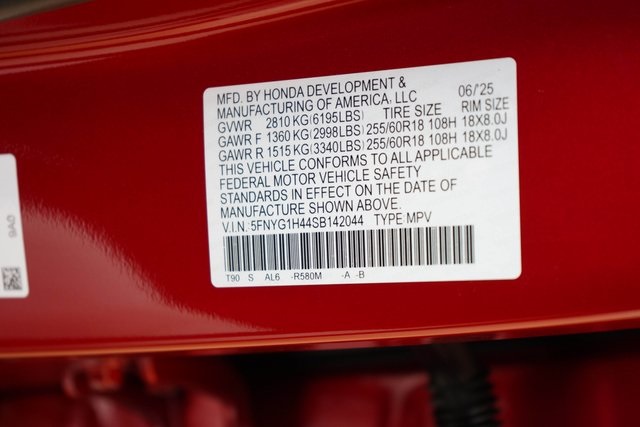 MFD. BY HONDA DEVELOPMENT &
MANUFACTURING OF AMERICA, LLC 06/'25
GVWR 2810 KG(6195LBS) TIRE SIZE RIM SIZE
GAWR F 1360 KG(2998LBS) 255/60R18 108H 18X8.0J
GAWR R 1515 KG(3340LBS) 255/60R18 108H 18X8.0J
THIS VEHICLE CONFORMS TO ALL APPLICABLE
FEDERAL MOTOR VEHICLE SAFETY
STANDARDS IN EFFECT ON THE DATE OF
MANUFACTURE SHOWN ABOVE.
V.I.N.: 5FNYG1H44SB142044 TYPE:MPV
T90 S AL6 -R580M -A -B
9A0